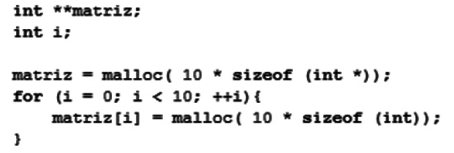 int **matriz;
int i;

matriz = malloc( 10 * sizeof (int *));
for (i = 0; i < 10; ++i){
    matriz[i] = malloc( 10 * sizeof (int));
}